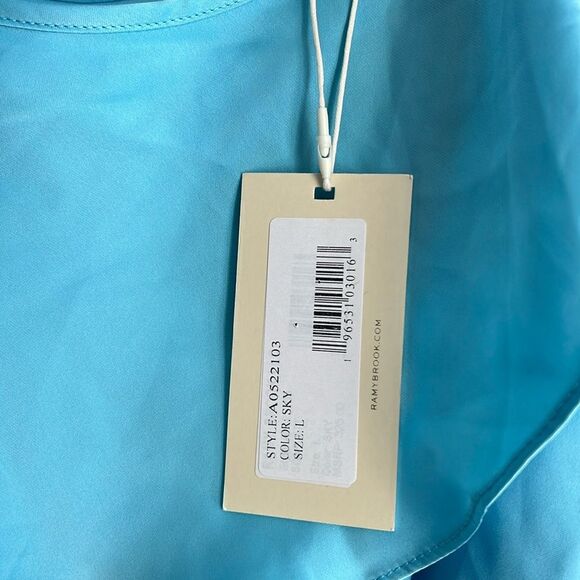 STYLE: A0522103
COLOR: SKY
SIZE: L
1 96531 03016 3
RAMYBROOK.COM